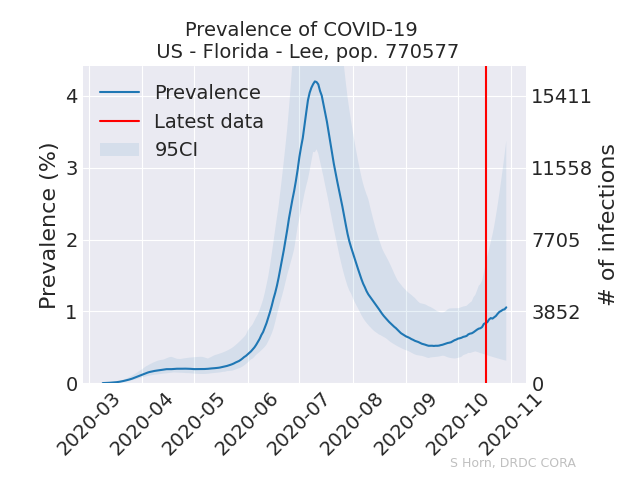 Prevalence of COVID-19
US - Florida - Lee, pop. 770577
Prevalence
Latest data
95CI
Prevalence (%)
4
3
2
1
0
15411
11558
7705
3852
0
# of infections
2020-03
2020-04
2020-05
2020-06
2020-07
2020-08
2020-09
2020-10
2020-11
S Horn, DRDC CORA